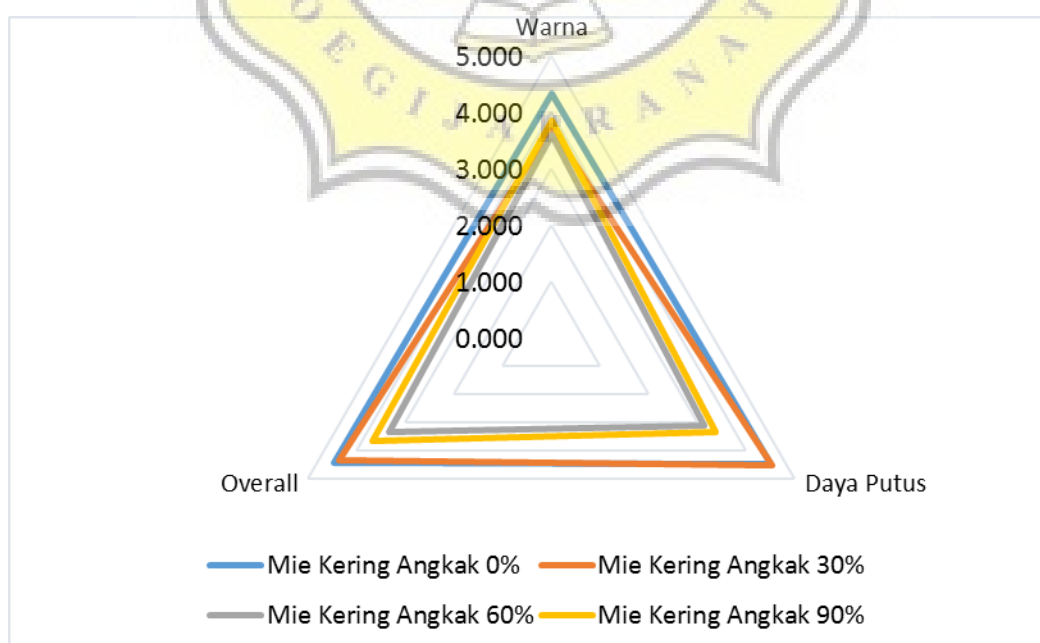 OEGIJAPRANAT
Warna
5.000
4.000
3.000
2.000
1.000
0.000
Overall
Daya Putus
Mie Kering Angkak 0%
Mie Kering Angkak 30%
Mie Kering Angkak 60%
Mie Kering Angkak 90%